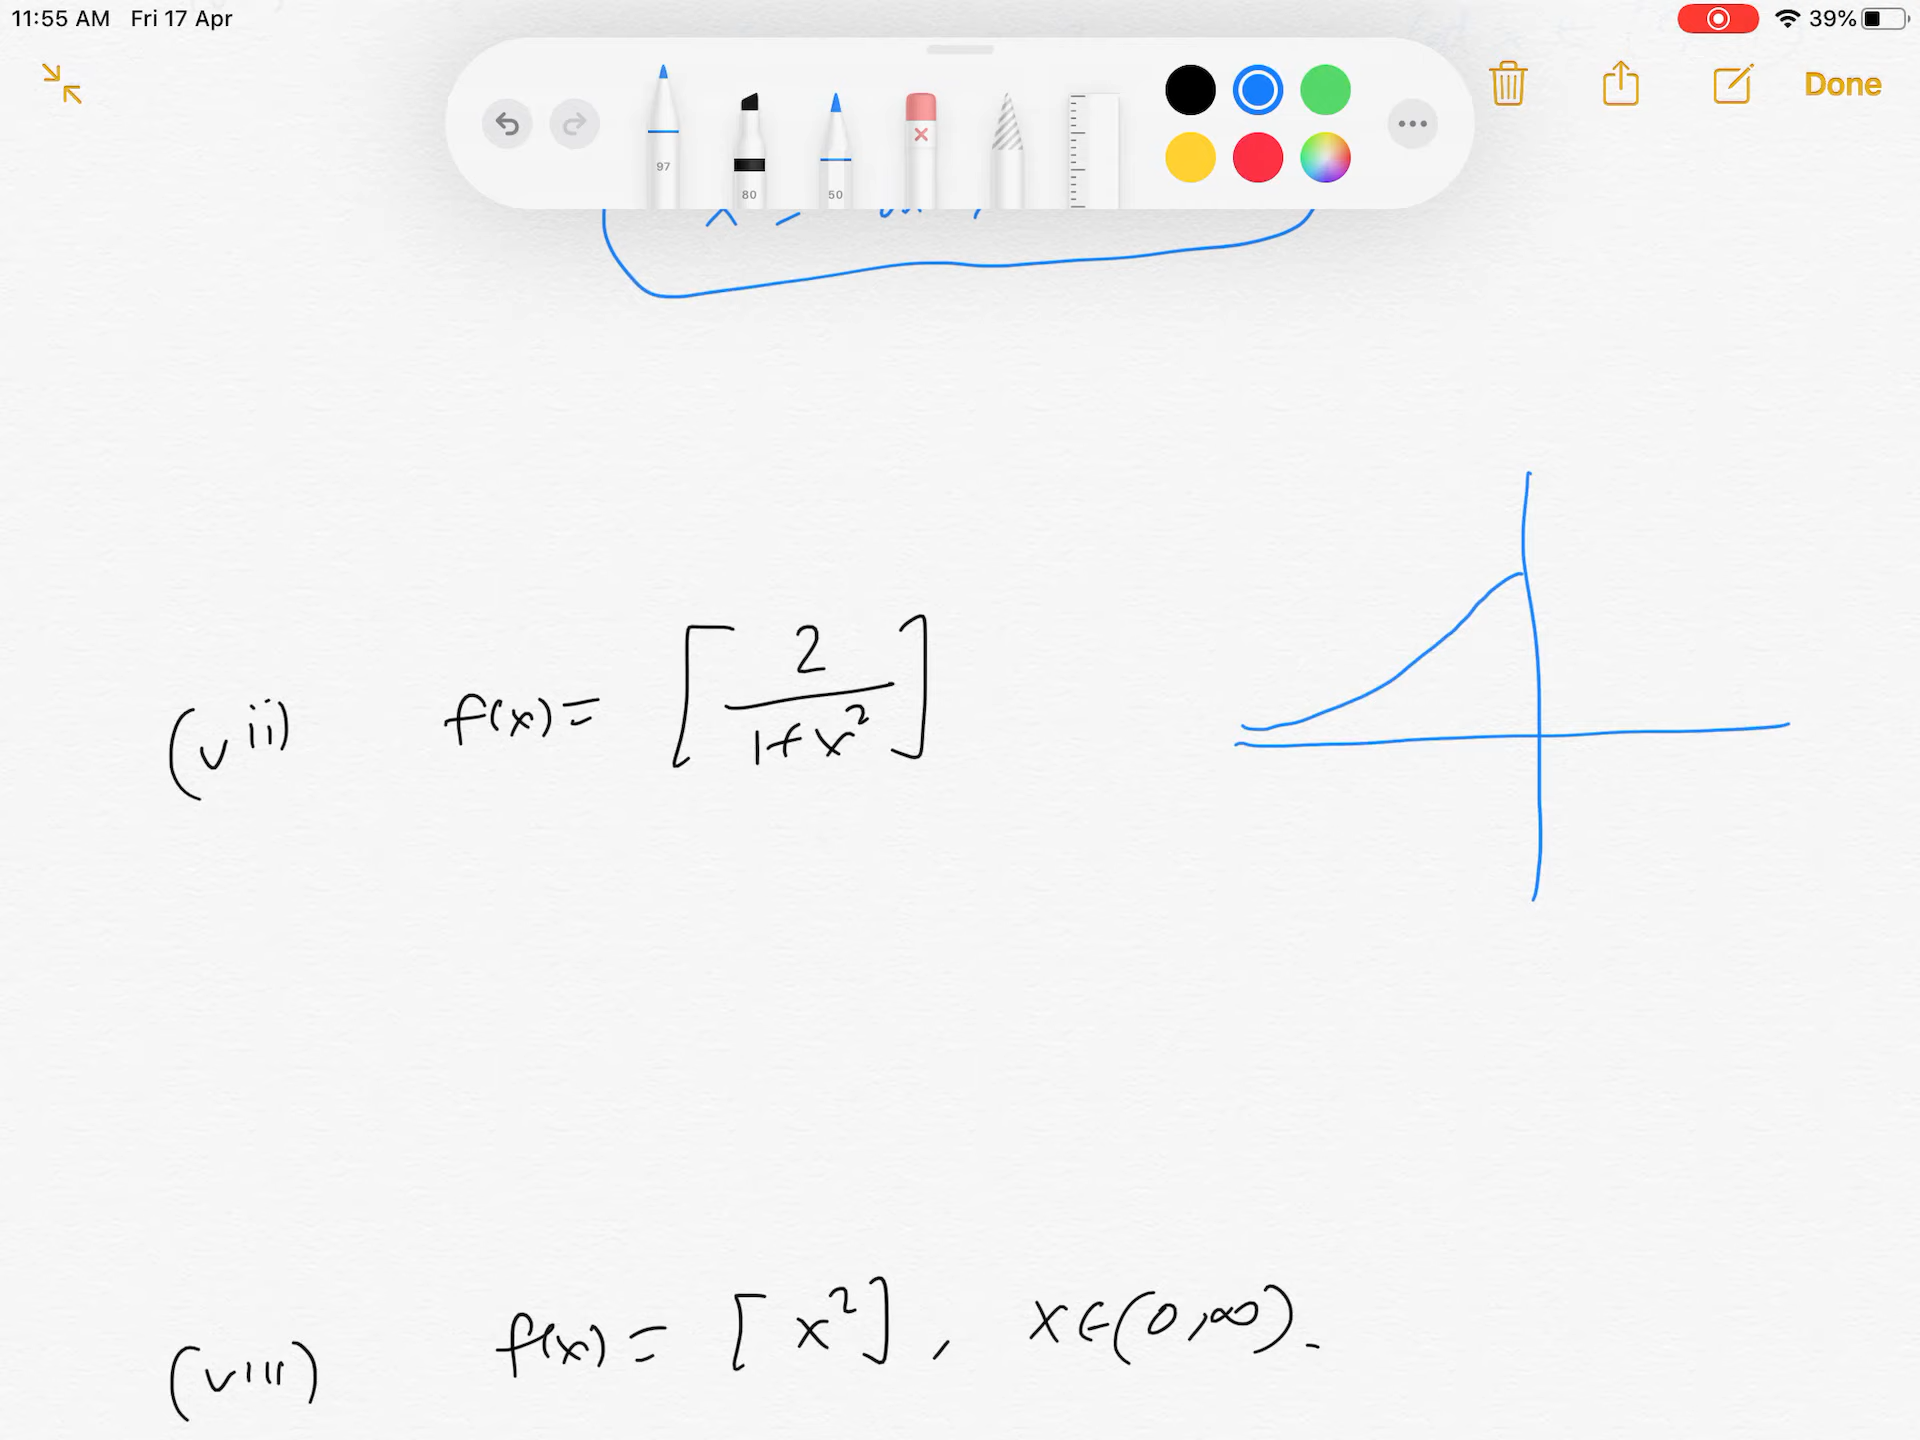 11:55 AM Fri 17 Apr
39%
97
80
50
Done
(vii) f(x) = [2/(1+x²)]
(viii) f(x) = [x²], x∈(0,∞).